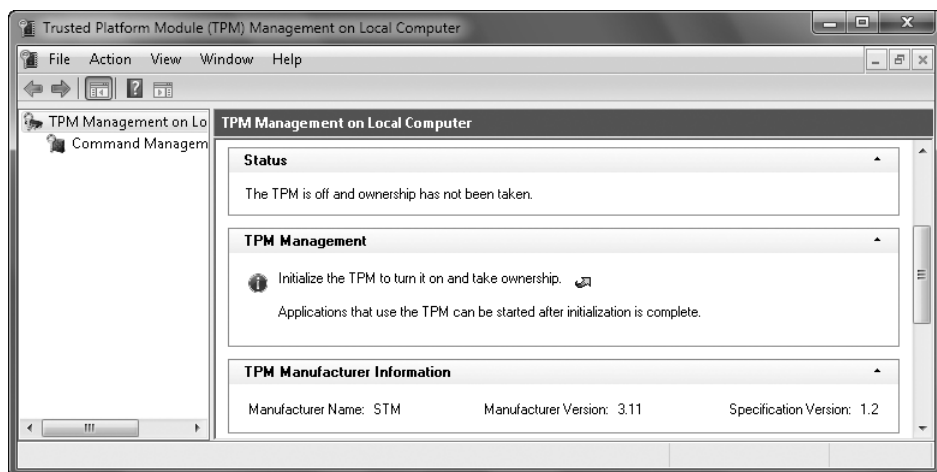 Trusted Platform Module (TPM) Management on Local Computer
File Action View Window Help
TPM Management on Lo
Command Managem
TPM Management on Local Computer
Status
The TPM is off and ownership has not been taken.
TPM Management
Initialize the TPM to turn it on and take ownership.
Applications that use the TPM can be started after initialization is complete.
TPM Manufacturer Information
Manufacturer Name: STM Manufacturer Version: 3.11 Specification Version: 1.2